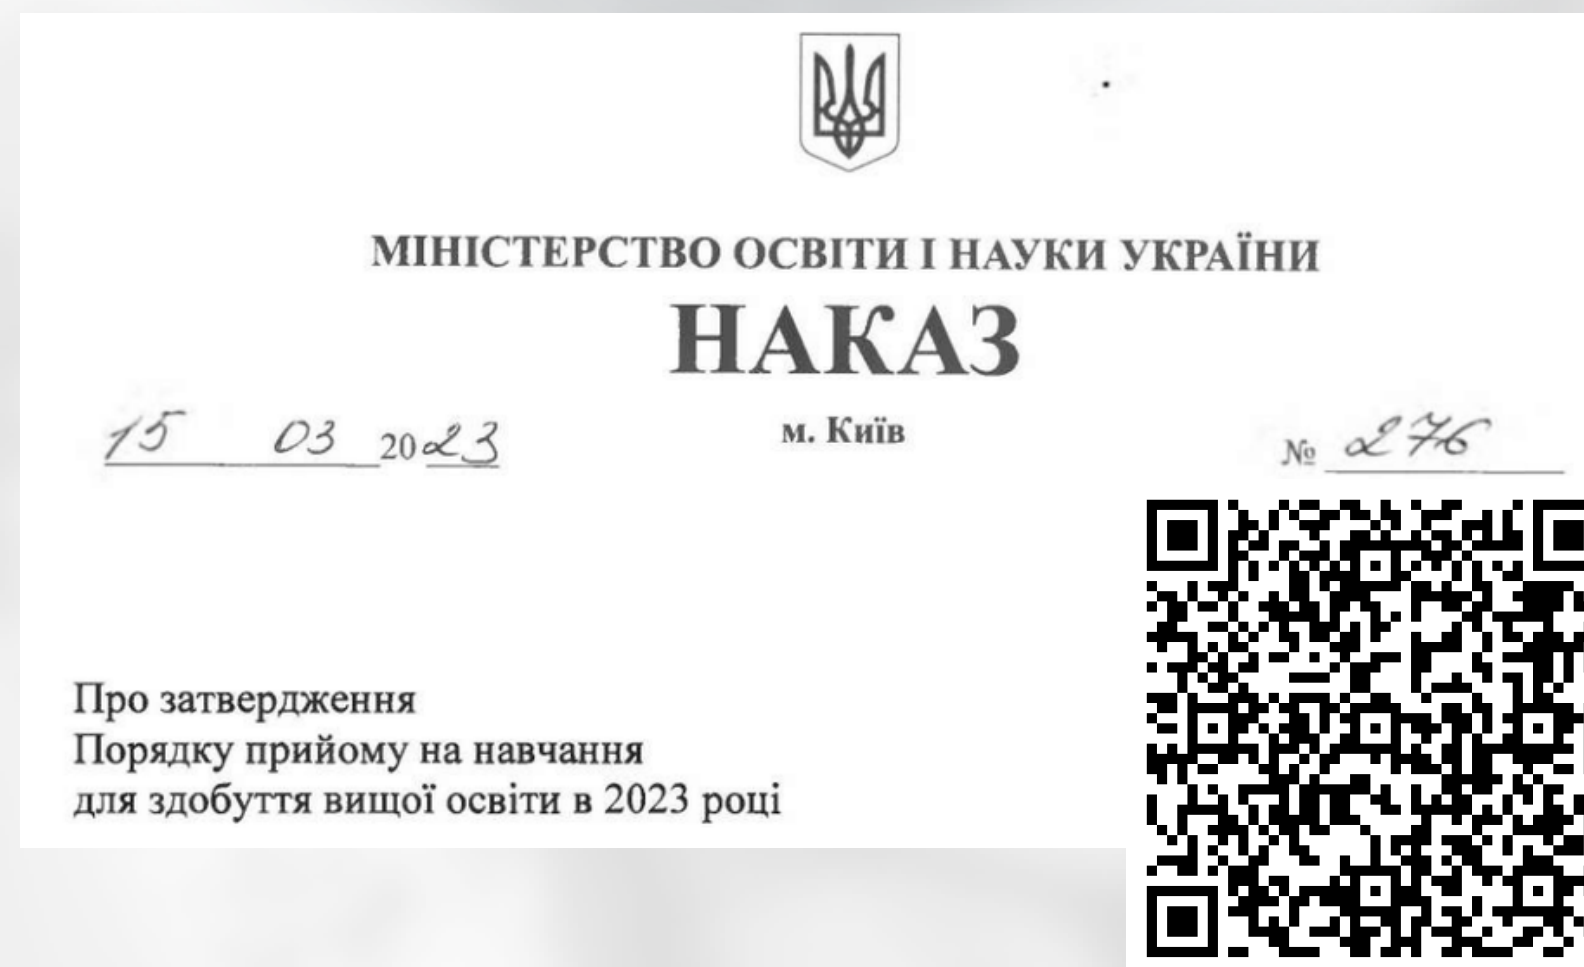 МІНІСТЕРСТВО ОСВІТИ І НАУКИ УКРАЇНИ
НАКАЗ
15 03 2023 м. Київ № 276
Про затвердження
Порядку прийому на навчання
для здобуття вищої освіти в 2023 році